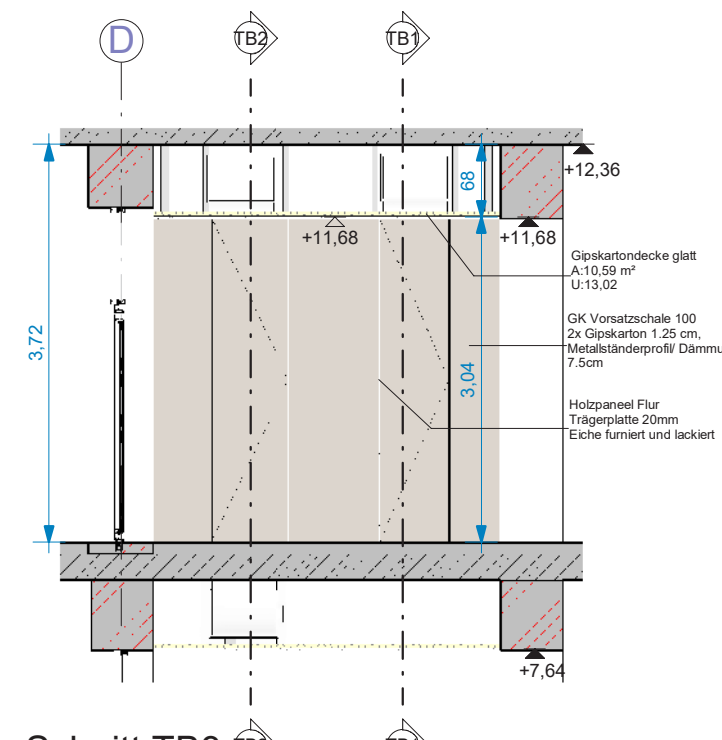 D
TB2
TB1
+12,36
68
+11,68
+11,68
Gipskartondecke glatt
A:10,59 m²
U:13,02
GK Vorsatzschale 100
2x Gipskarton 1.25 cm,
Metallständerprofil/ Dämmu
7.5cm
3,72
3,04
Holzpaneel Flur
Trägerplatte 20mm
Eiche furniert und lackiert
+7,64
Schnitt TB3